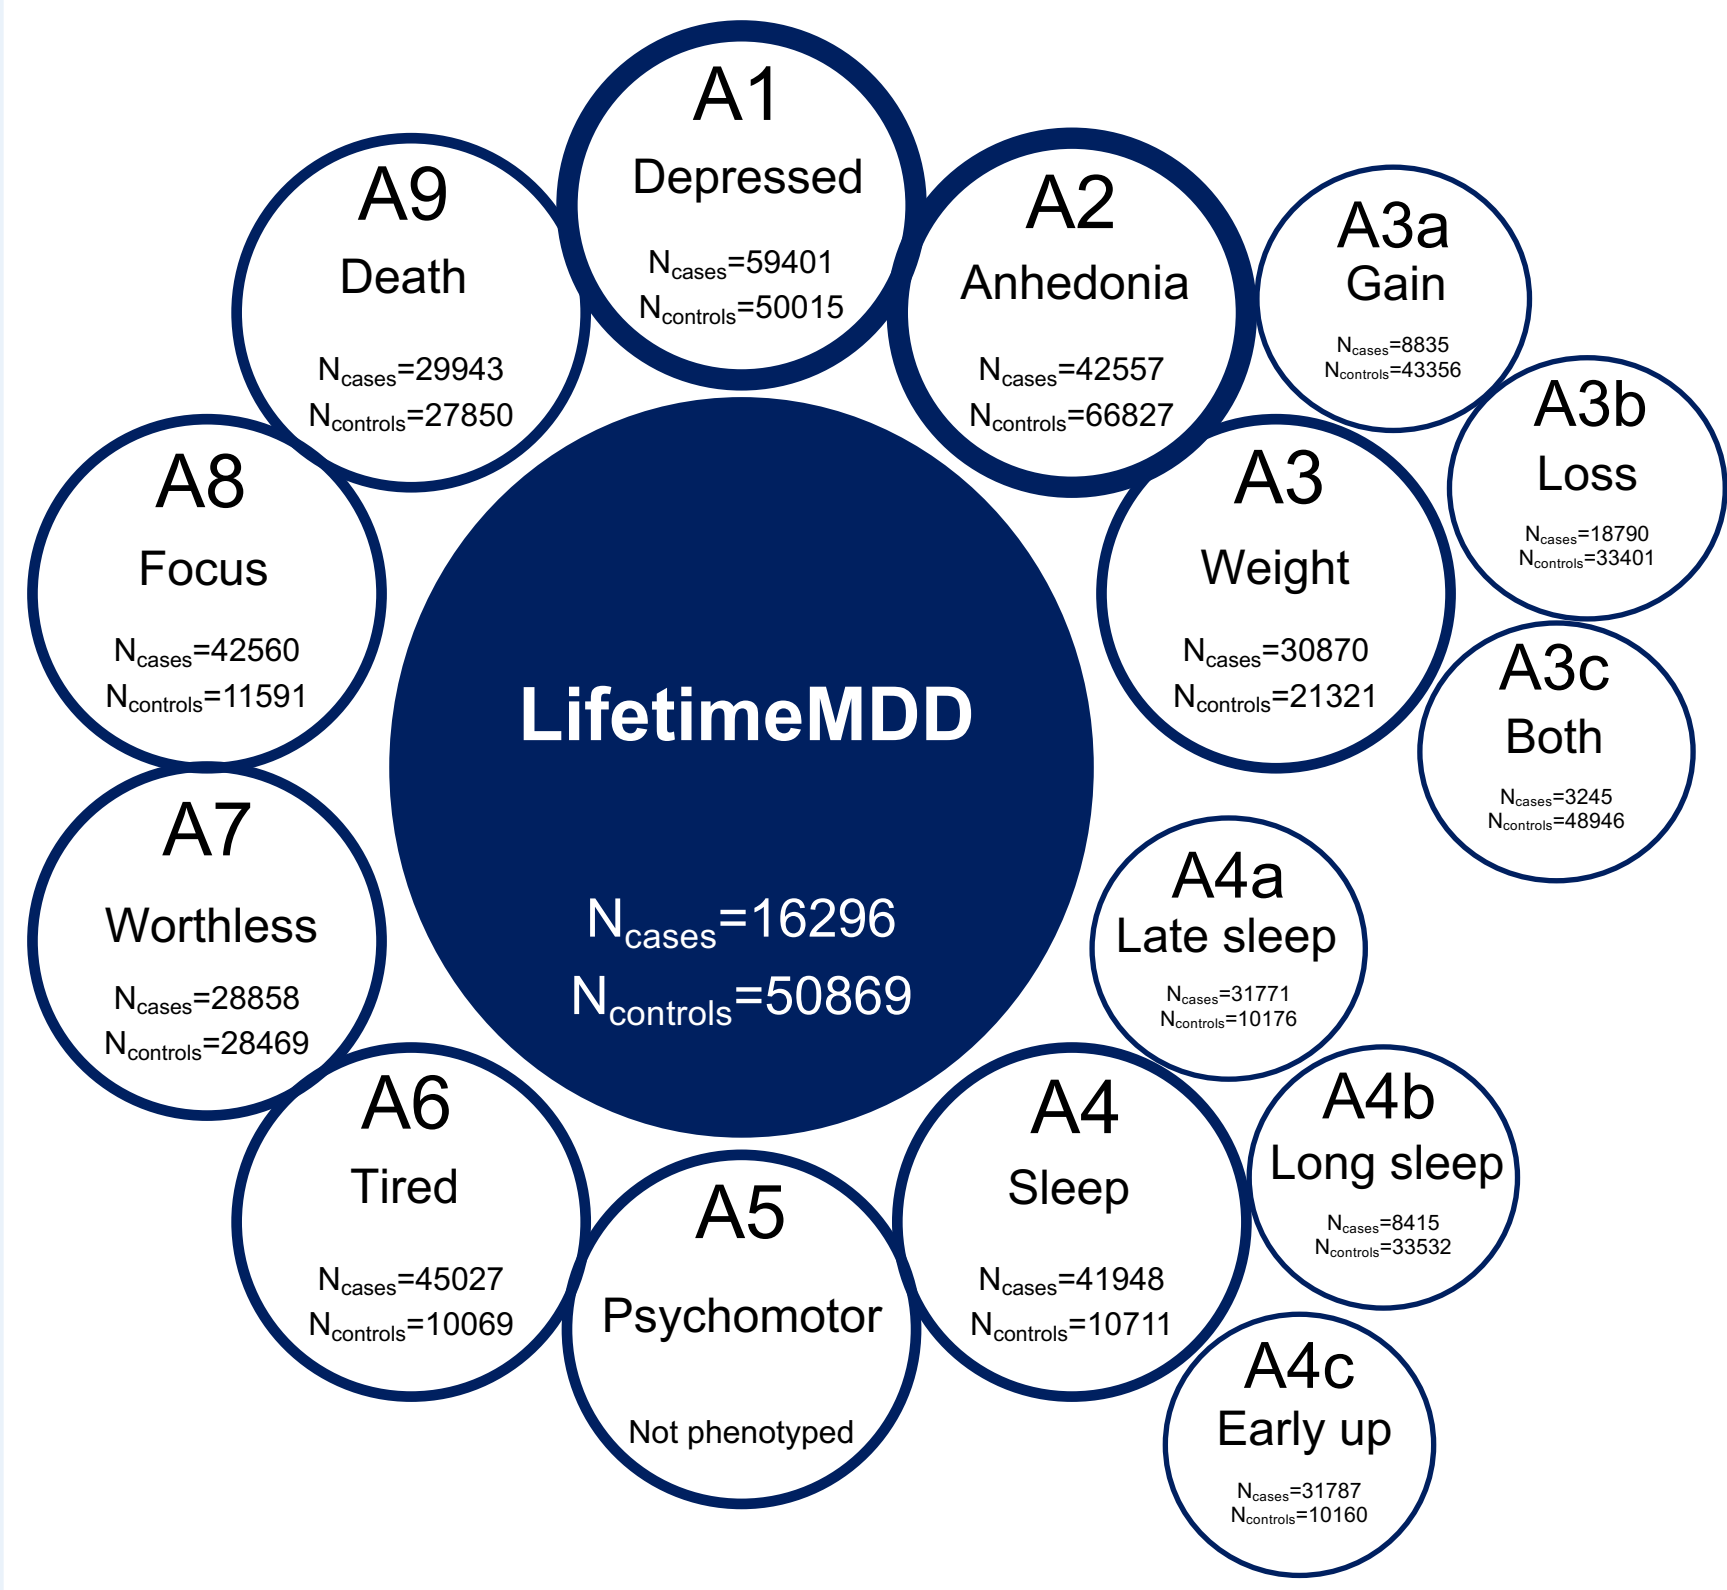 A1
Depressed
Ncases=59401
Ncontrols=50015
A2
Anhedonia
Ncases=42557
Ncontrols=66827
A3a
Gain
Ncases=8835
Ncontrols=43356
A3b
Loss
Ncases=18790
Ncontrols=33401
A3
Weight
Ncases=30870
Ncontrols=21321
A3c
Both
Ncases=3245
Ncontrols=48946
A4a
Late sleep
Ncases=31771
Ncontrols=10176
A4
Sleep
Ncases=41948
Ncontrols=10711
A4b
Long sleep
Ncases=8415
Ncontrols=33532
A4c
Early up
Ncases=31787
Ncontrols=10160
A5
Psychomotor
Not phenotyped
A6
Tired
Ncases=45027
Ncontrols=10069
A7
Worthless
Ncases=28858
Ncontrols=28469
A8
Focus
Ncases=42560
Ncontrols=11591
A9
Death
Ncases=29943
Ncontrols=27850
LifetimeMDD
Ncases=16296
Ncontrols=50869